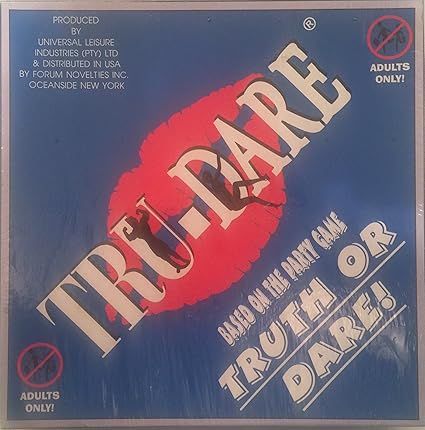 PRODUCED
BY
UNIVERSAL LEISURE
INDUSTRIES (PTY) LTD
& DISTRIBUTED IN USA
BY FORUM NOVELTIES INC.
OCEANSIDE NEW YORK
ADULTS
ONLY!
TRU-DARE®
BASED ON THE PARTY GAME
TRUTH OR
DARE!
ADULTS
ONLY!